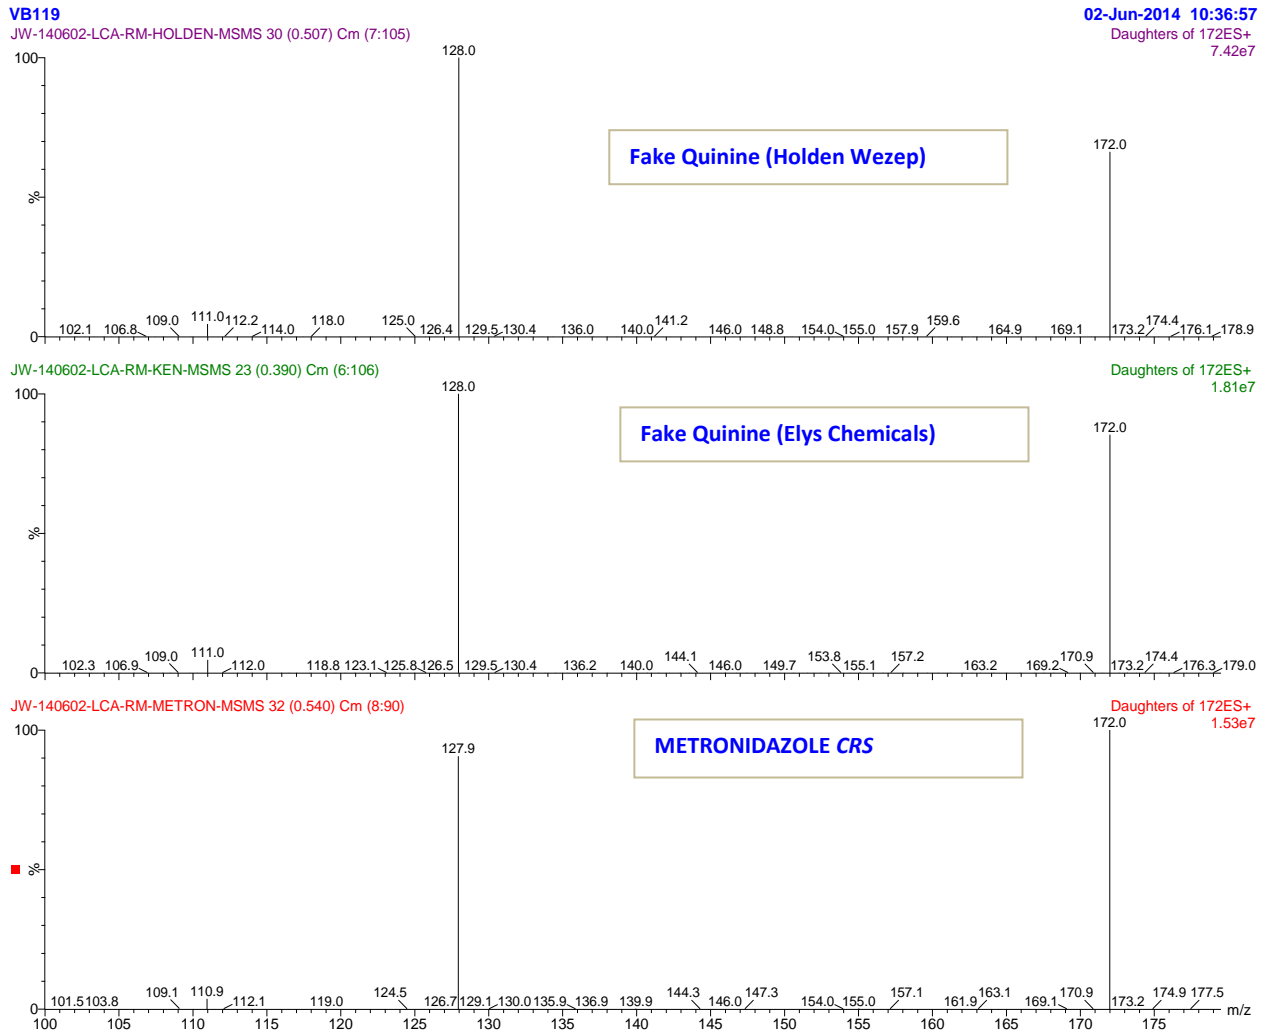 VB119 02-Jun-2014 10:36:57
JW-140602-LCA-RM-HOLDEN-MSMS 30 (0.507) Cm (7:105) Daughters of 172ES+
7.42e7
128.0
100
Fake Quinine (Holden Wezep)
172.0
%
102.1 106.8 109.0 111.0 112.2 114.0 118.0 125.0 126.4 129.5 130.4 136.0 140.0 141.2 146.0 148.8 154.0 155.0 157.9 159.6 164.9 169.1 173.2 174.4 176.1 178.9
0
JW-140602-LCA-RM-KEN-MSMS 23 (0.390) Cm (6:106) Daughters of 172ES+
1.81e7
128.0
100
Fake Quinine (Elys Chemicals)
172.0
%
102.3 106.9 109.0 111.0 112.0 118.8 123.1 125.8 126.5 129.5 130.4 136.2 140.0 144.1 146.0 149.7 153.8 155.1 157.2 163.2 169.2 170.9 173.2 174.4 176.3 179.0
0
JW-140602-LCA-RM-METRON-MSMS 32 (0.540) Cm (8:90) Daughters of 172ES+
1.53e7
172.0
100
127.9
METRONIDAZOLE CRS
%
101.5 103.8 109.1 110.9 112.1 119.0 124.5 126.7 129.1 130.0 135.9 136.9 139.9 144.3 146.0 147.3 154.0 155.0 157.1 161.9 163.1 169.1 170.9 173.2 174.9 177.5
0
m/z
100 105 110 115 120 125 130 135 140 145 150 155 160 165 170 175